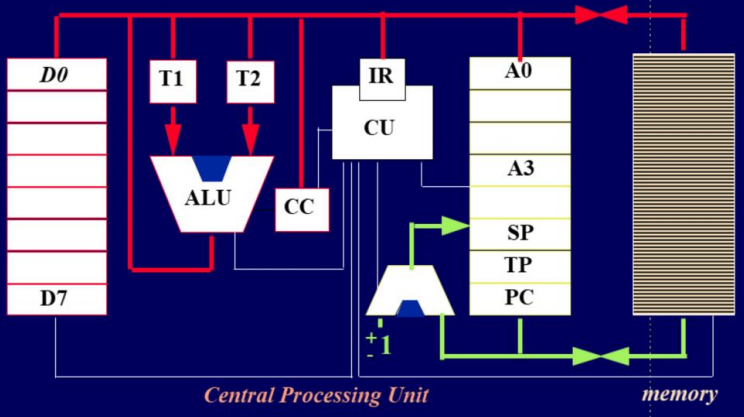 D0
T1
T2
IR
A0
CU
A3
ALU
CC
SP
TP
D7
PC
+
- 1
Central Processing Unit
memory